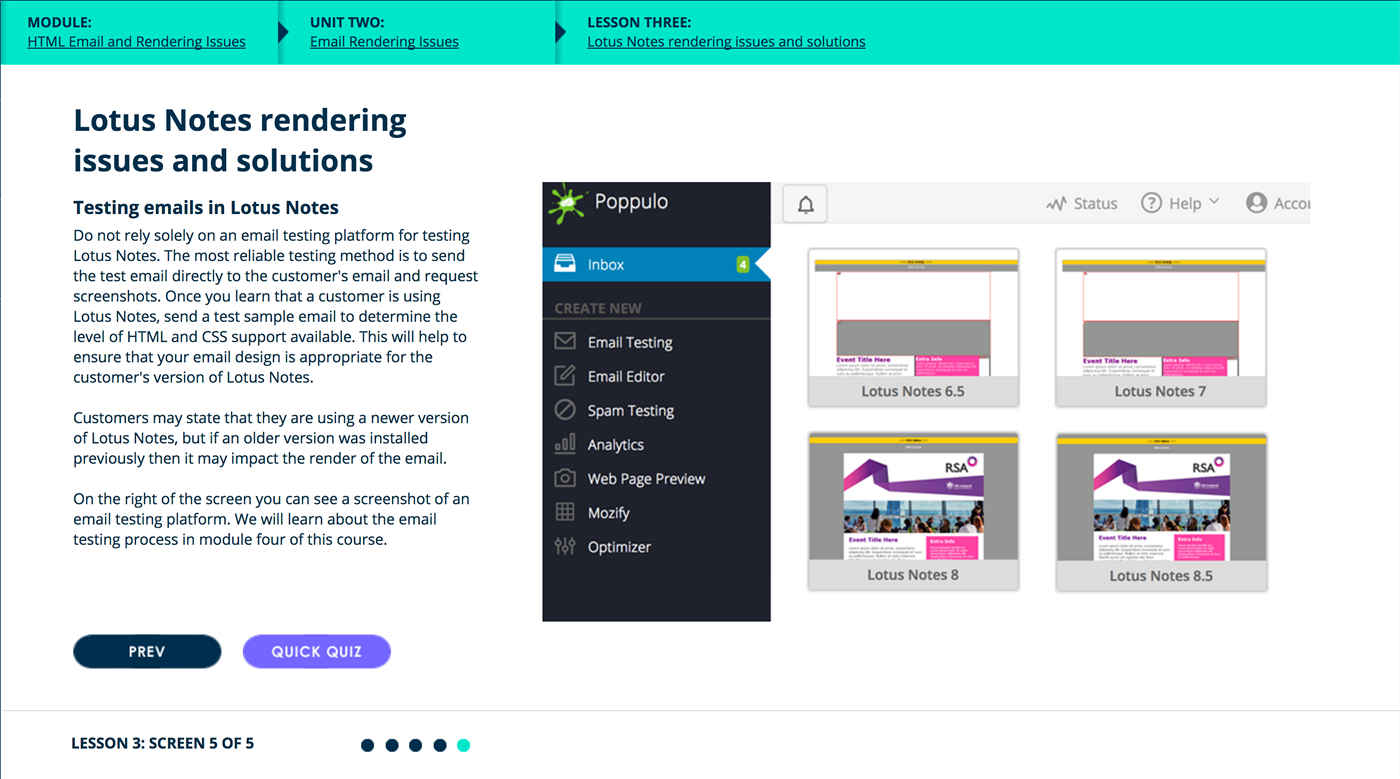 MODULE:
HTML Email and Rendering Issues
UNIT TWO:
Email Rendering Issues
LESSON THREE:
Lotus Notes rendering issues and solutions
Lotus Notes rendering
issues and solutions
Testing emails in Lotus Notes
Do not rely solely on an email testing platform for testing
Lotus Notes. The most reliable testing method is to send
the test email directly to the customer's email and request
screenshots. Once you learn that a customer is using
Lotus Notes, send a test sample email to determine the
level of HTML and CSS support available. This will help to
ensure that your email design is appropriate for the
customer's version of Lotus Notes.
Customers may state that they are using a newer version
of Lotus Notes, but if an older version was installed
previously then it may impact the render of the email.
On the right of the screen you can see a screenshot of an
email testing platform. We will learn about the email
testing process in module four of this course.
PREV
QUICK QUIZ
LESSON 3: SCREEN 5 OF 5
Poppulo
Inbox
4
CREATE NEW
Email Testing
Email Editor
Spam Testing
Analytics
Web Page Preview
Mozify
Optimizer
Status
Help
Accou
Event Title Here
Extra Info
Lotus Notes 6.5
Event Title Here
Extra Info
Lotus Notes 7
RSA
Event Title Here
Extra Info
Lotus Notes 8
RSA
Event Title Here
Extra Info
Lotus Notes 8.5